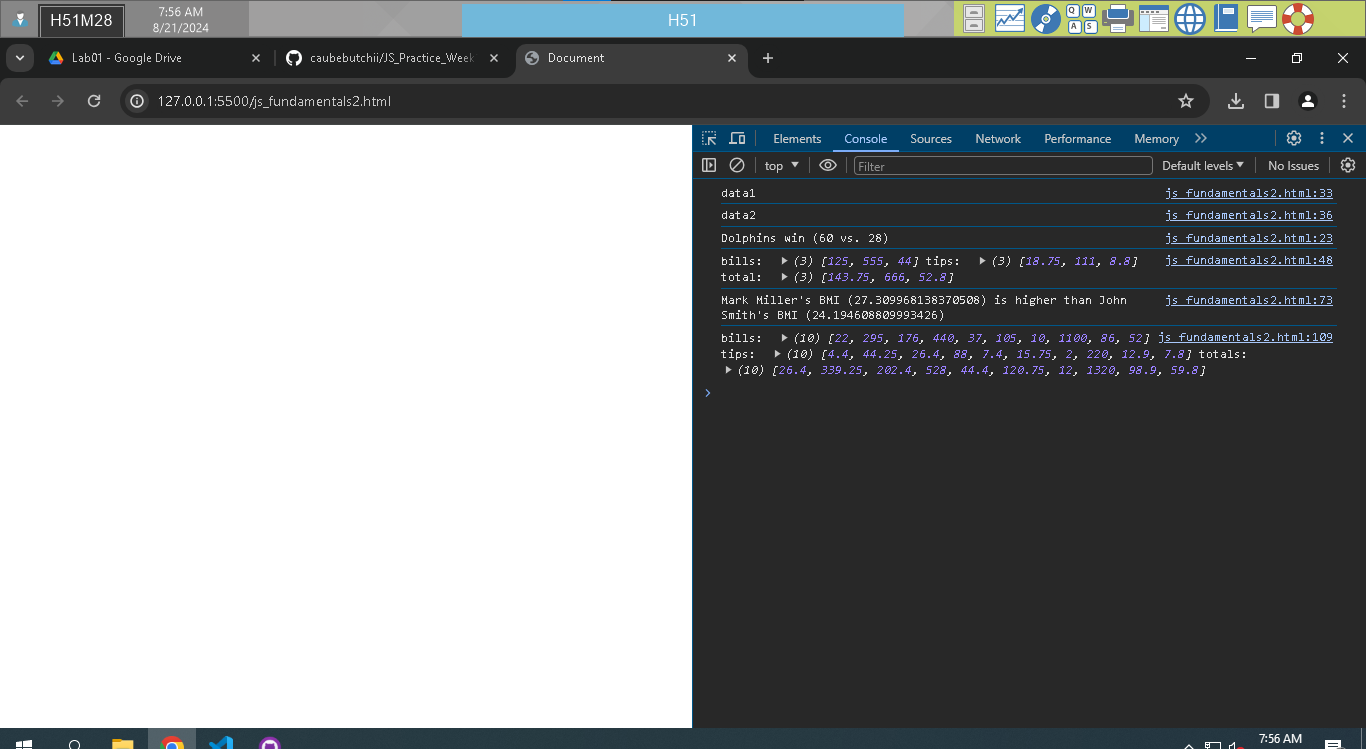 H51M28
7:56 AM
8/21/2024
H51
Q W
A S
Lab01 - Google Drive
caubebutchii/JS_Practice_Week
Document
127.0.0.1:5500/js_fundamentals2.html
Elements Console Sources Network Performance Memory
top Filter Default levels No Issues
data1 js_fundamentals2.html:33
data2 js_fundamentals2.html:36
Dolphins win (60 vs. 28) js_fundamentals2.html:23
bills: (3) [125, 555, 44] tips: (3) [18.75, 111, 8.8] js_fundamentals2.html:48
total: (3) [143.75, 666, 52.8]
Mark Miller's BMI (27.309968138370508) is higher than John js_fundamentals2.html:73
Smith's BMI (24.194608809993426)
bills: (10) [22, 295, 176, 440, 37, 105, 10, 1100, 86, 52] js_fundamentals2.html:109
tips: (10) [4.4, 44.25, 26.4, 88, 7.4, 15.75, 2, 220, 12.9, 7.8] totals:
(10) [26.4, 339.25, 202.4, 528, 44.4, 120.75, 12, 1320, 98.9, 59.8]
7:56 AM